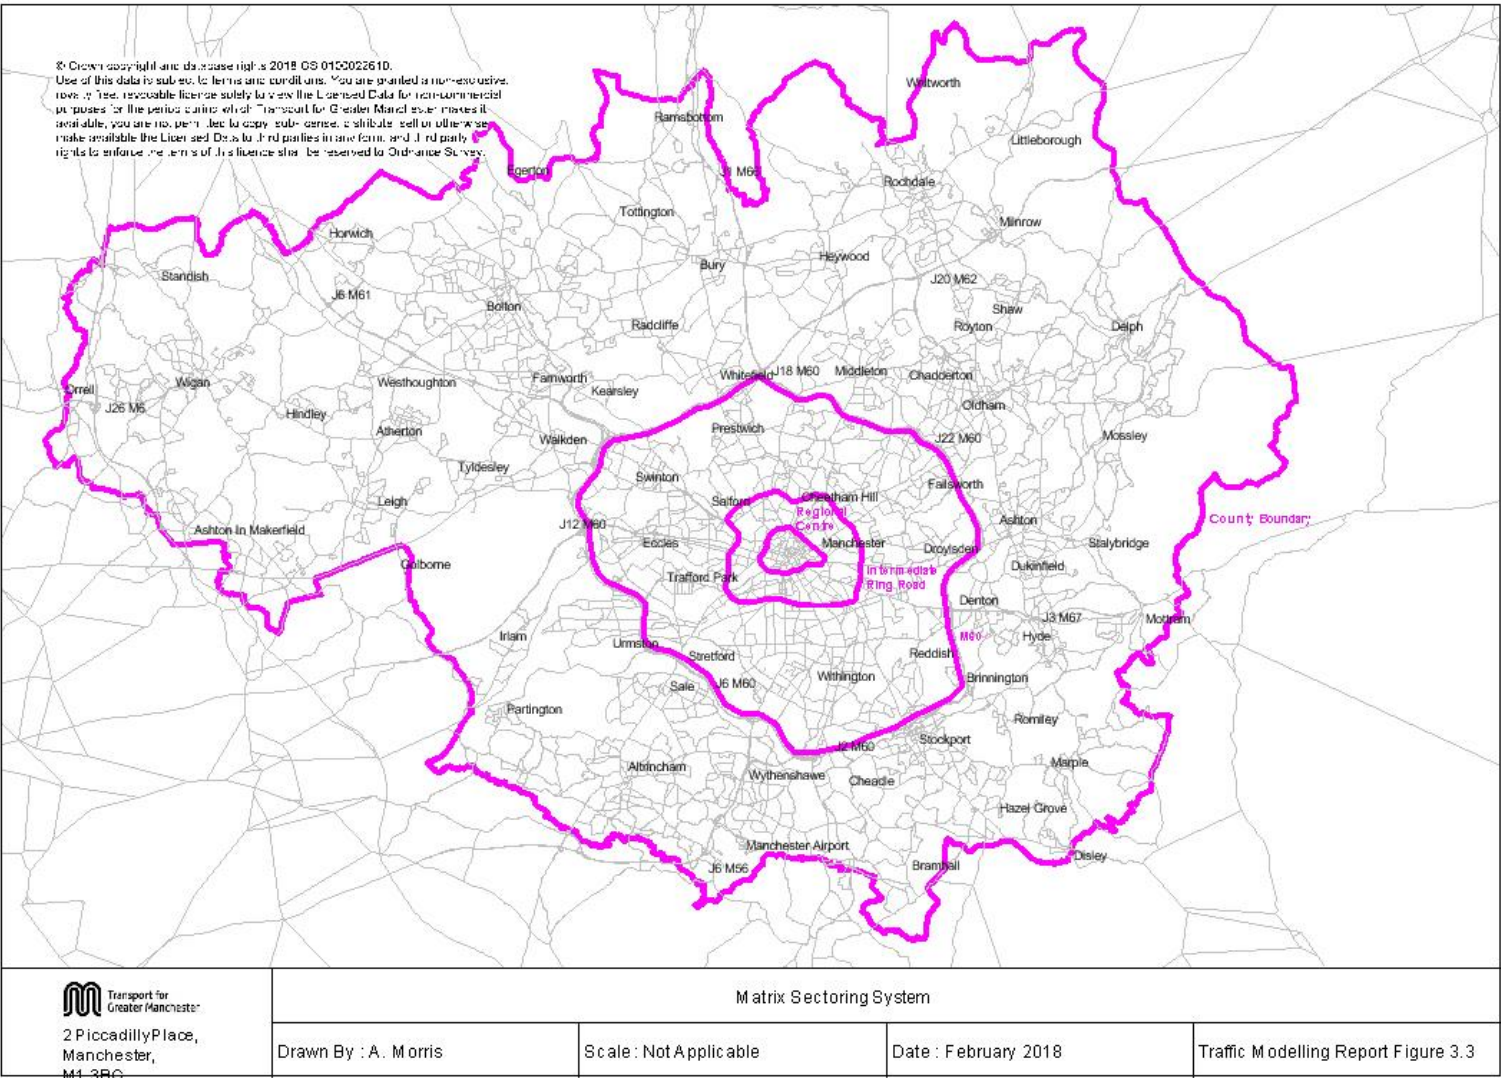 © Crown copyright and database rights 2018 OS 0100022610.
Use of this data is subject to terms and conditions. You are granted a non-exclusive,
royalty free, revocable licence solely to view the Licensed Data for non-commercial
purposes for the period during which Transport for Greater Manchester makes it
available; you are not permitted to copy, sub-license, distribute, sell or otherwise
make available the Licensed Data to third parties in any form; and third party
rights to enforce the terms of this licence shall be reserved to Ordnance Survey.
Whitworth
Ramsbottom
Littleborough
Egerton
J1 M66
Rochdale
Tottington
Milnrow
Horwich
Heywood
Bury
Standish
J20 M62
J6 M61
Bolton
Shaw
Radcliffe
Royton
Delph
Whitefield
J18 M60
Middleton
Chadderton
Orrell
Wigan
Westhoughton
Farnworth
Kearsley
J26 M6
Hindley
Oldham
Atherton
Prestwich
Mossley
Walkden
J22 M60
Tyldesley
Swinton
Failsworth
Leigh
Salford
Cheetham Hill
Regional
Centre
County Boundary
Ashton In Makerfield
J12 M60
Ashton
Eccles
Manchester
Droylsden
Stalybridge
Golborne
Trafford Park
Intermediate
Ring Road
Dukinfield
Denton
J3 M67
Mottram
Irlam
Urmston
M60
Hyde
Stretford
Reddish
Sale
J6 M60
Withington
Brinnington
Partington
Romiley
J2 M60
Stockport
Altrincham
Wythenshawe
Cheadle
Marple
Hazel Grove
Manchester Airport
J6 M56
Bramhall
Disley
Transport for
Greater Manchester
2 Piccadilly Place,
Manchester,
M1 3BG
Matrix Sectoring System
Drawn By : A. Morris
Scale : Not Applicable
Date : February 2018
Traffic Modelling Report Figure 3.3